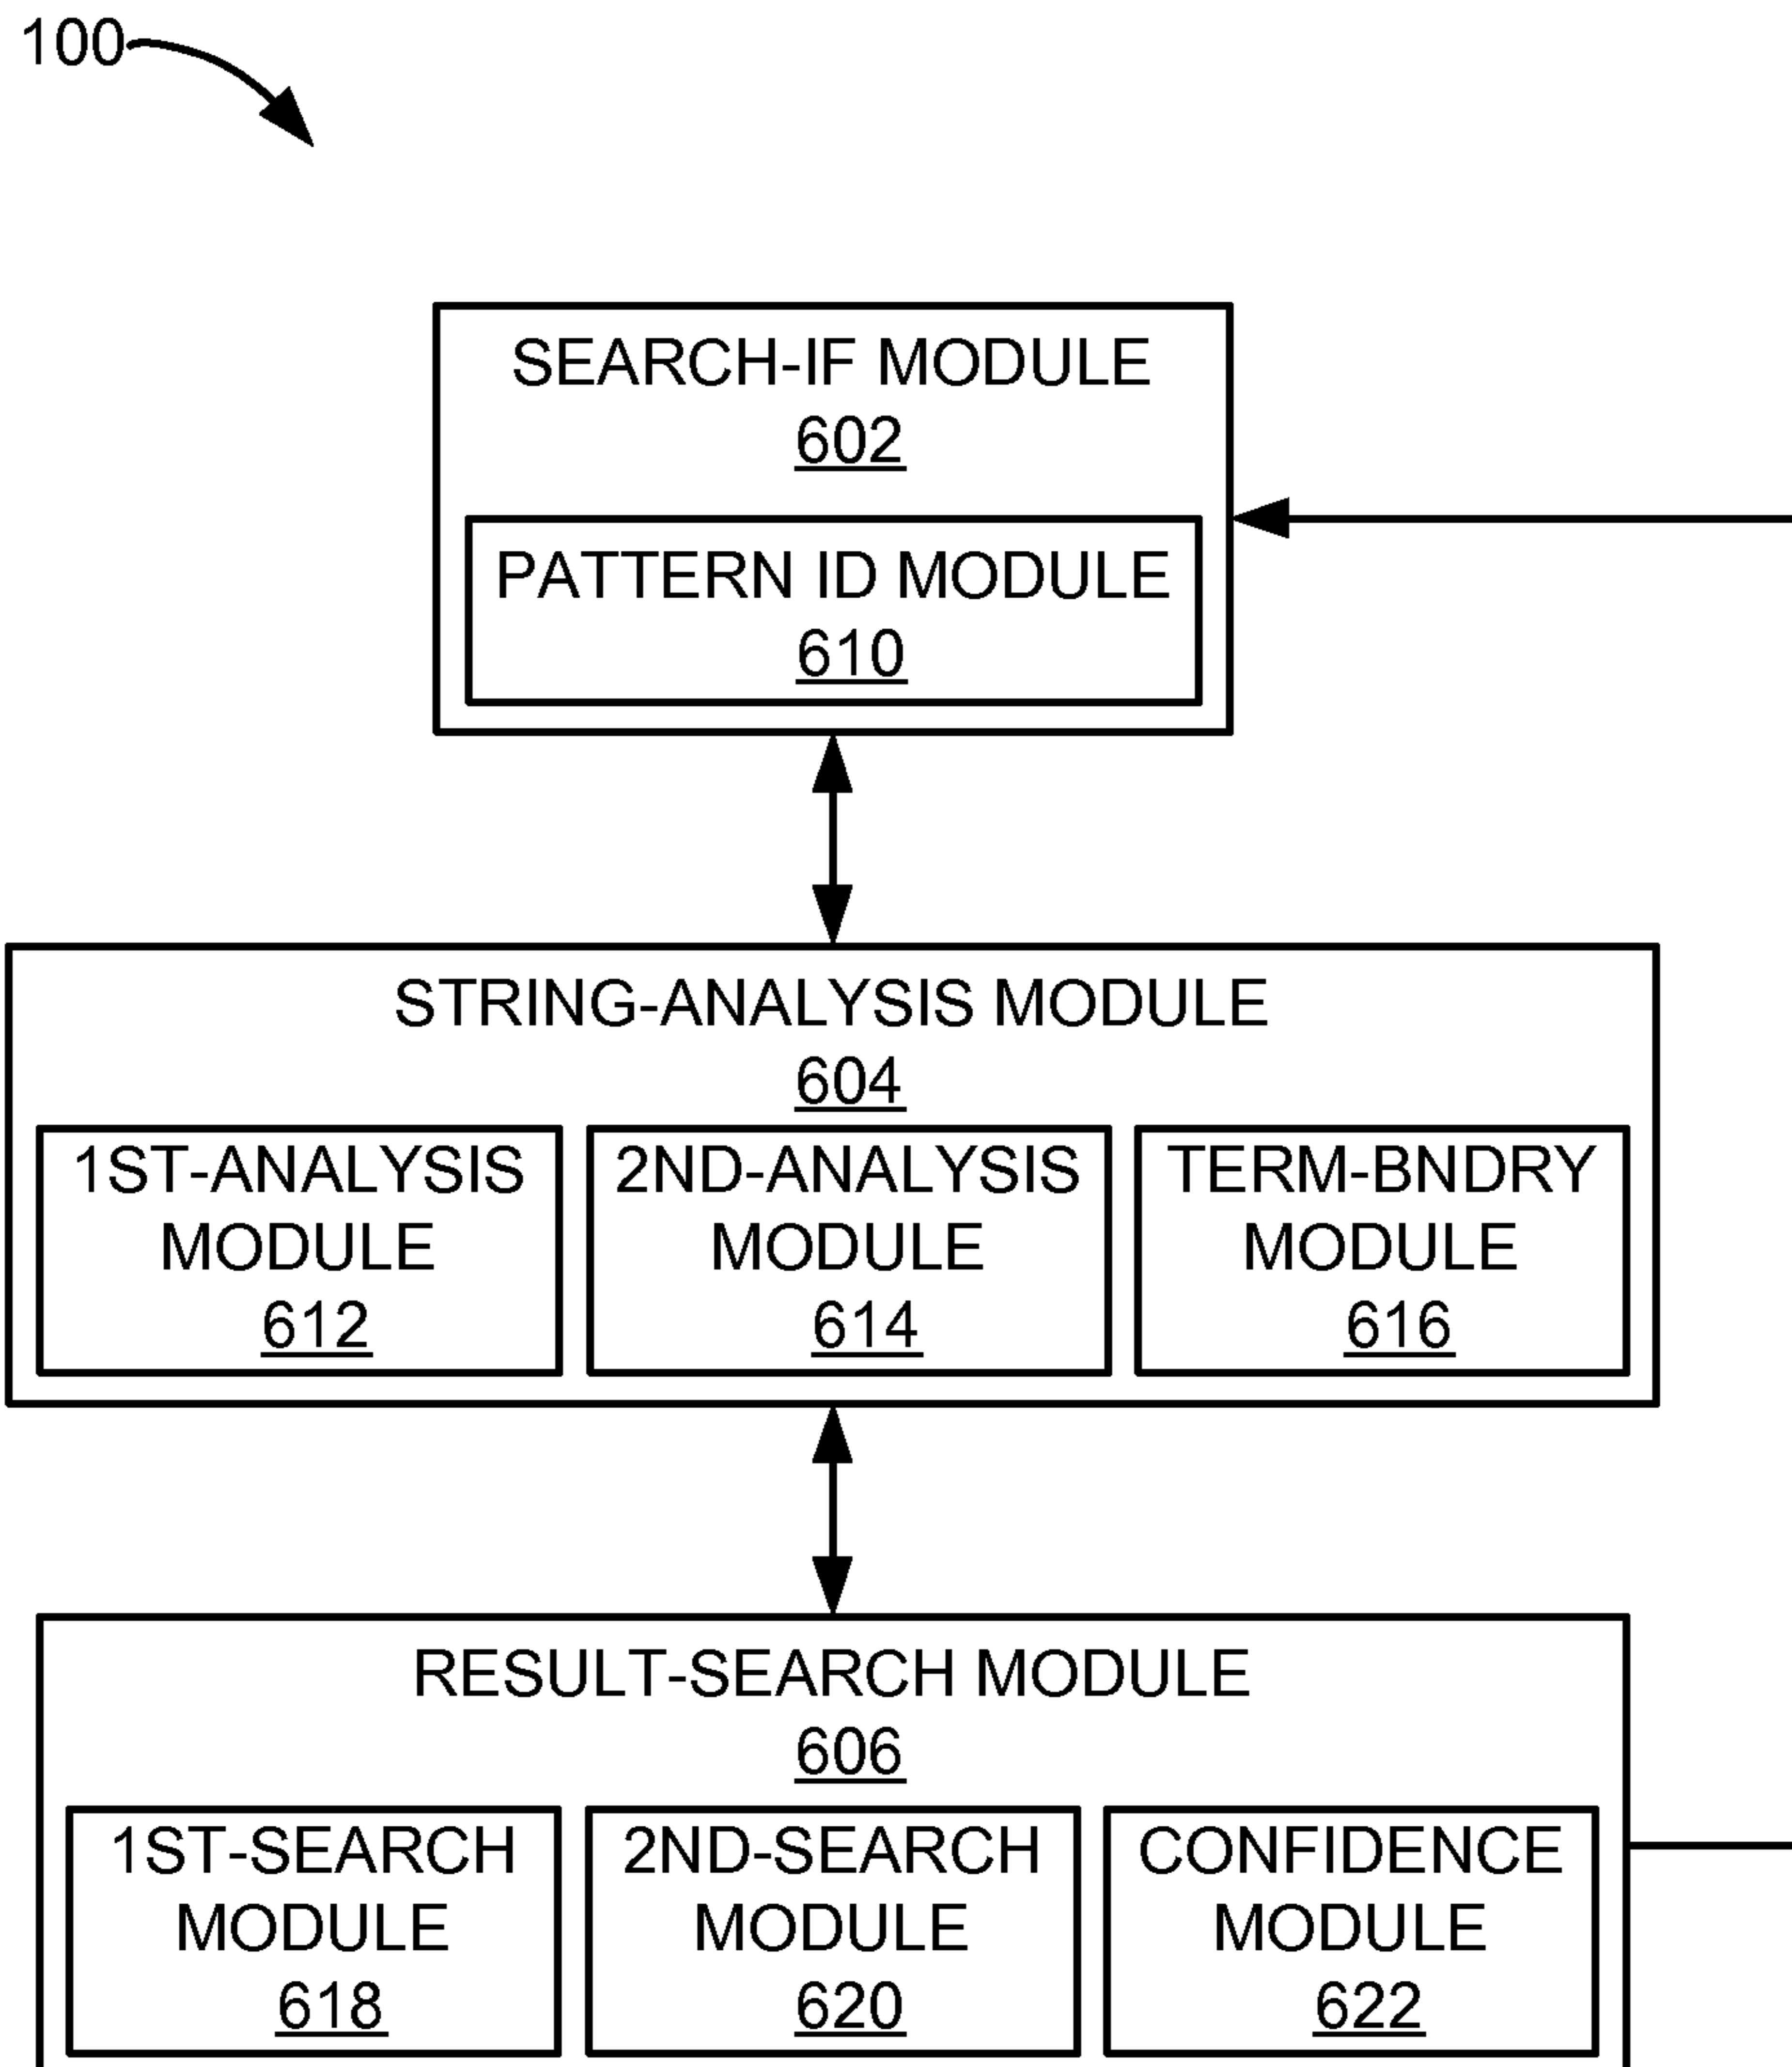 100
SEARCH-IF MODULE
602
PATTERN ID MODULE
610
STRING-ANALYSIS MODULE
604
1ST-ANALYSIS
MODULE
612
2ND-ANALYSIS
MODULE
614
TERM-BNDRY
MODULE
616
RESULT-SEARCH MODULE
606
1ST-SEARCH
MODULE
618
2ND-SEARCH
MODULE
620
CONFIDENCE
MODULE
622